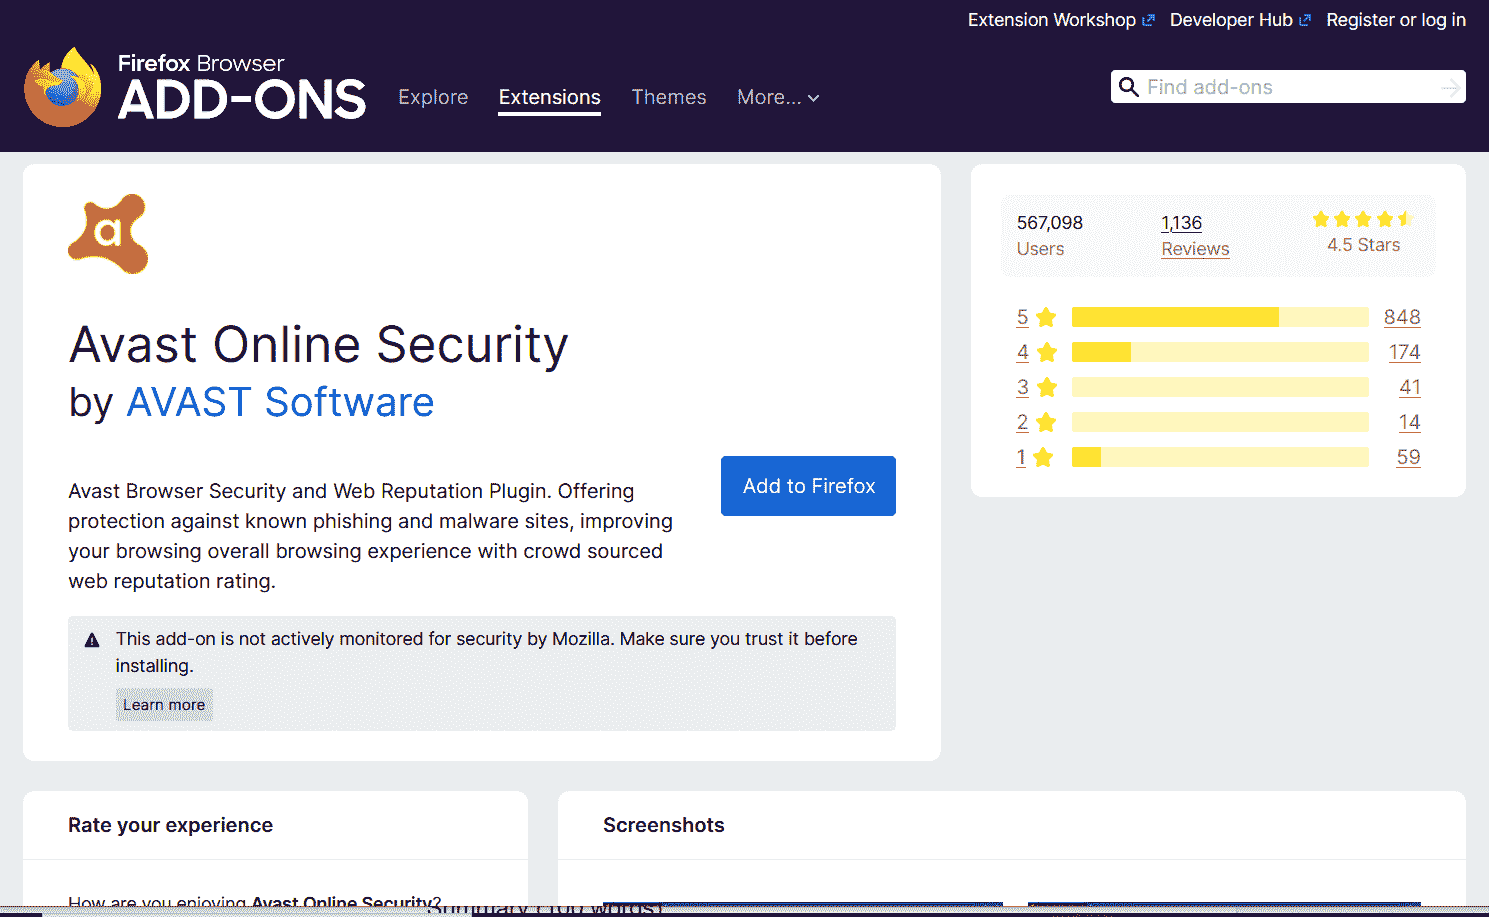 Extension Workshop Developer Hub Register or log in
Firefox Browser
ADD-ONS
Explore Extensions Themes More...
Find add-ons
a
Avast Online Security
by AVAST Software
Avast Browser Security and Web Reputation Plugin. Offering
protection against known phishing and malware sites, improving
your browsing overall browsing experience with crowd sourced
web reputation rating.
Add to Firefox
This add-on is not actively monitored for security by Mozilla. Make sure you trust it before
installing.
Learn more
567,098 1,136
Users Reviews 4.5 Stars
5 848
4 174
3 41
2 14
1 59
Rate your experience
Screenshots
How are you enjoying Avast Online Security?